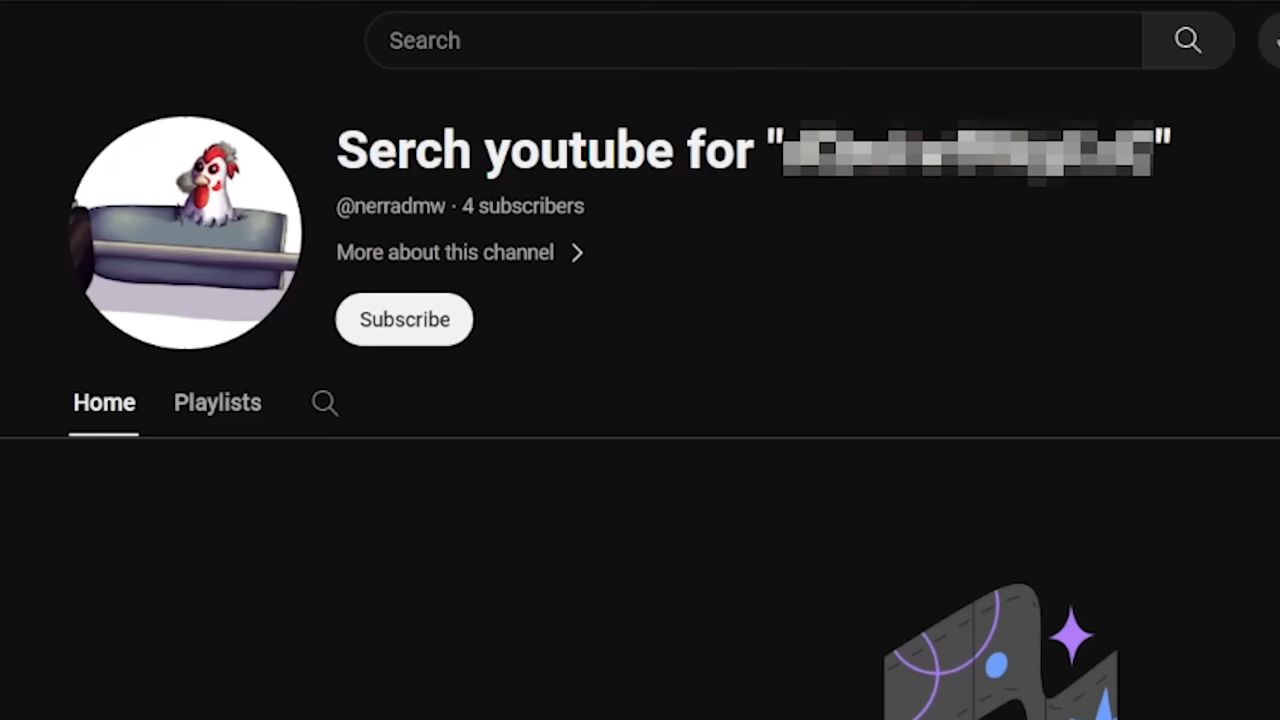 Search
Serch youtube for " "
@nerradmw · 4 subscribers
More about this channel
Subscribe
Home Playlists